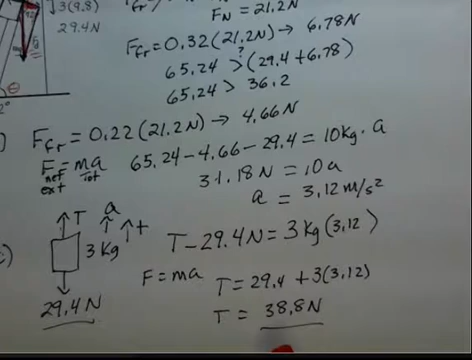 3(9.8)
29.4N
F_N = 21.2N
F_fr = 0.32(21.2N) → 6.78N
65.24 >? (29.4+6.78)
65.24 > 36.2
F_fr = 0.22(21.2N) → 4.66N
F_net ext = m_tot a 65.24-4.66-29.4 = 10Kg·a
31.18N = 10a
a = 3.12 m/s²
T a +
3 Kg
29.4N
T-29.4N = 3Kg(3.12)
F = ma T = 29.4 + 3(3.12)
T = 38.8N